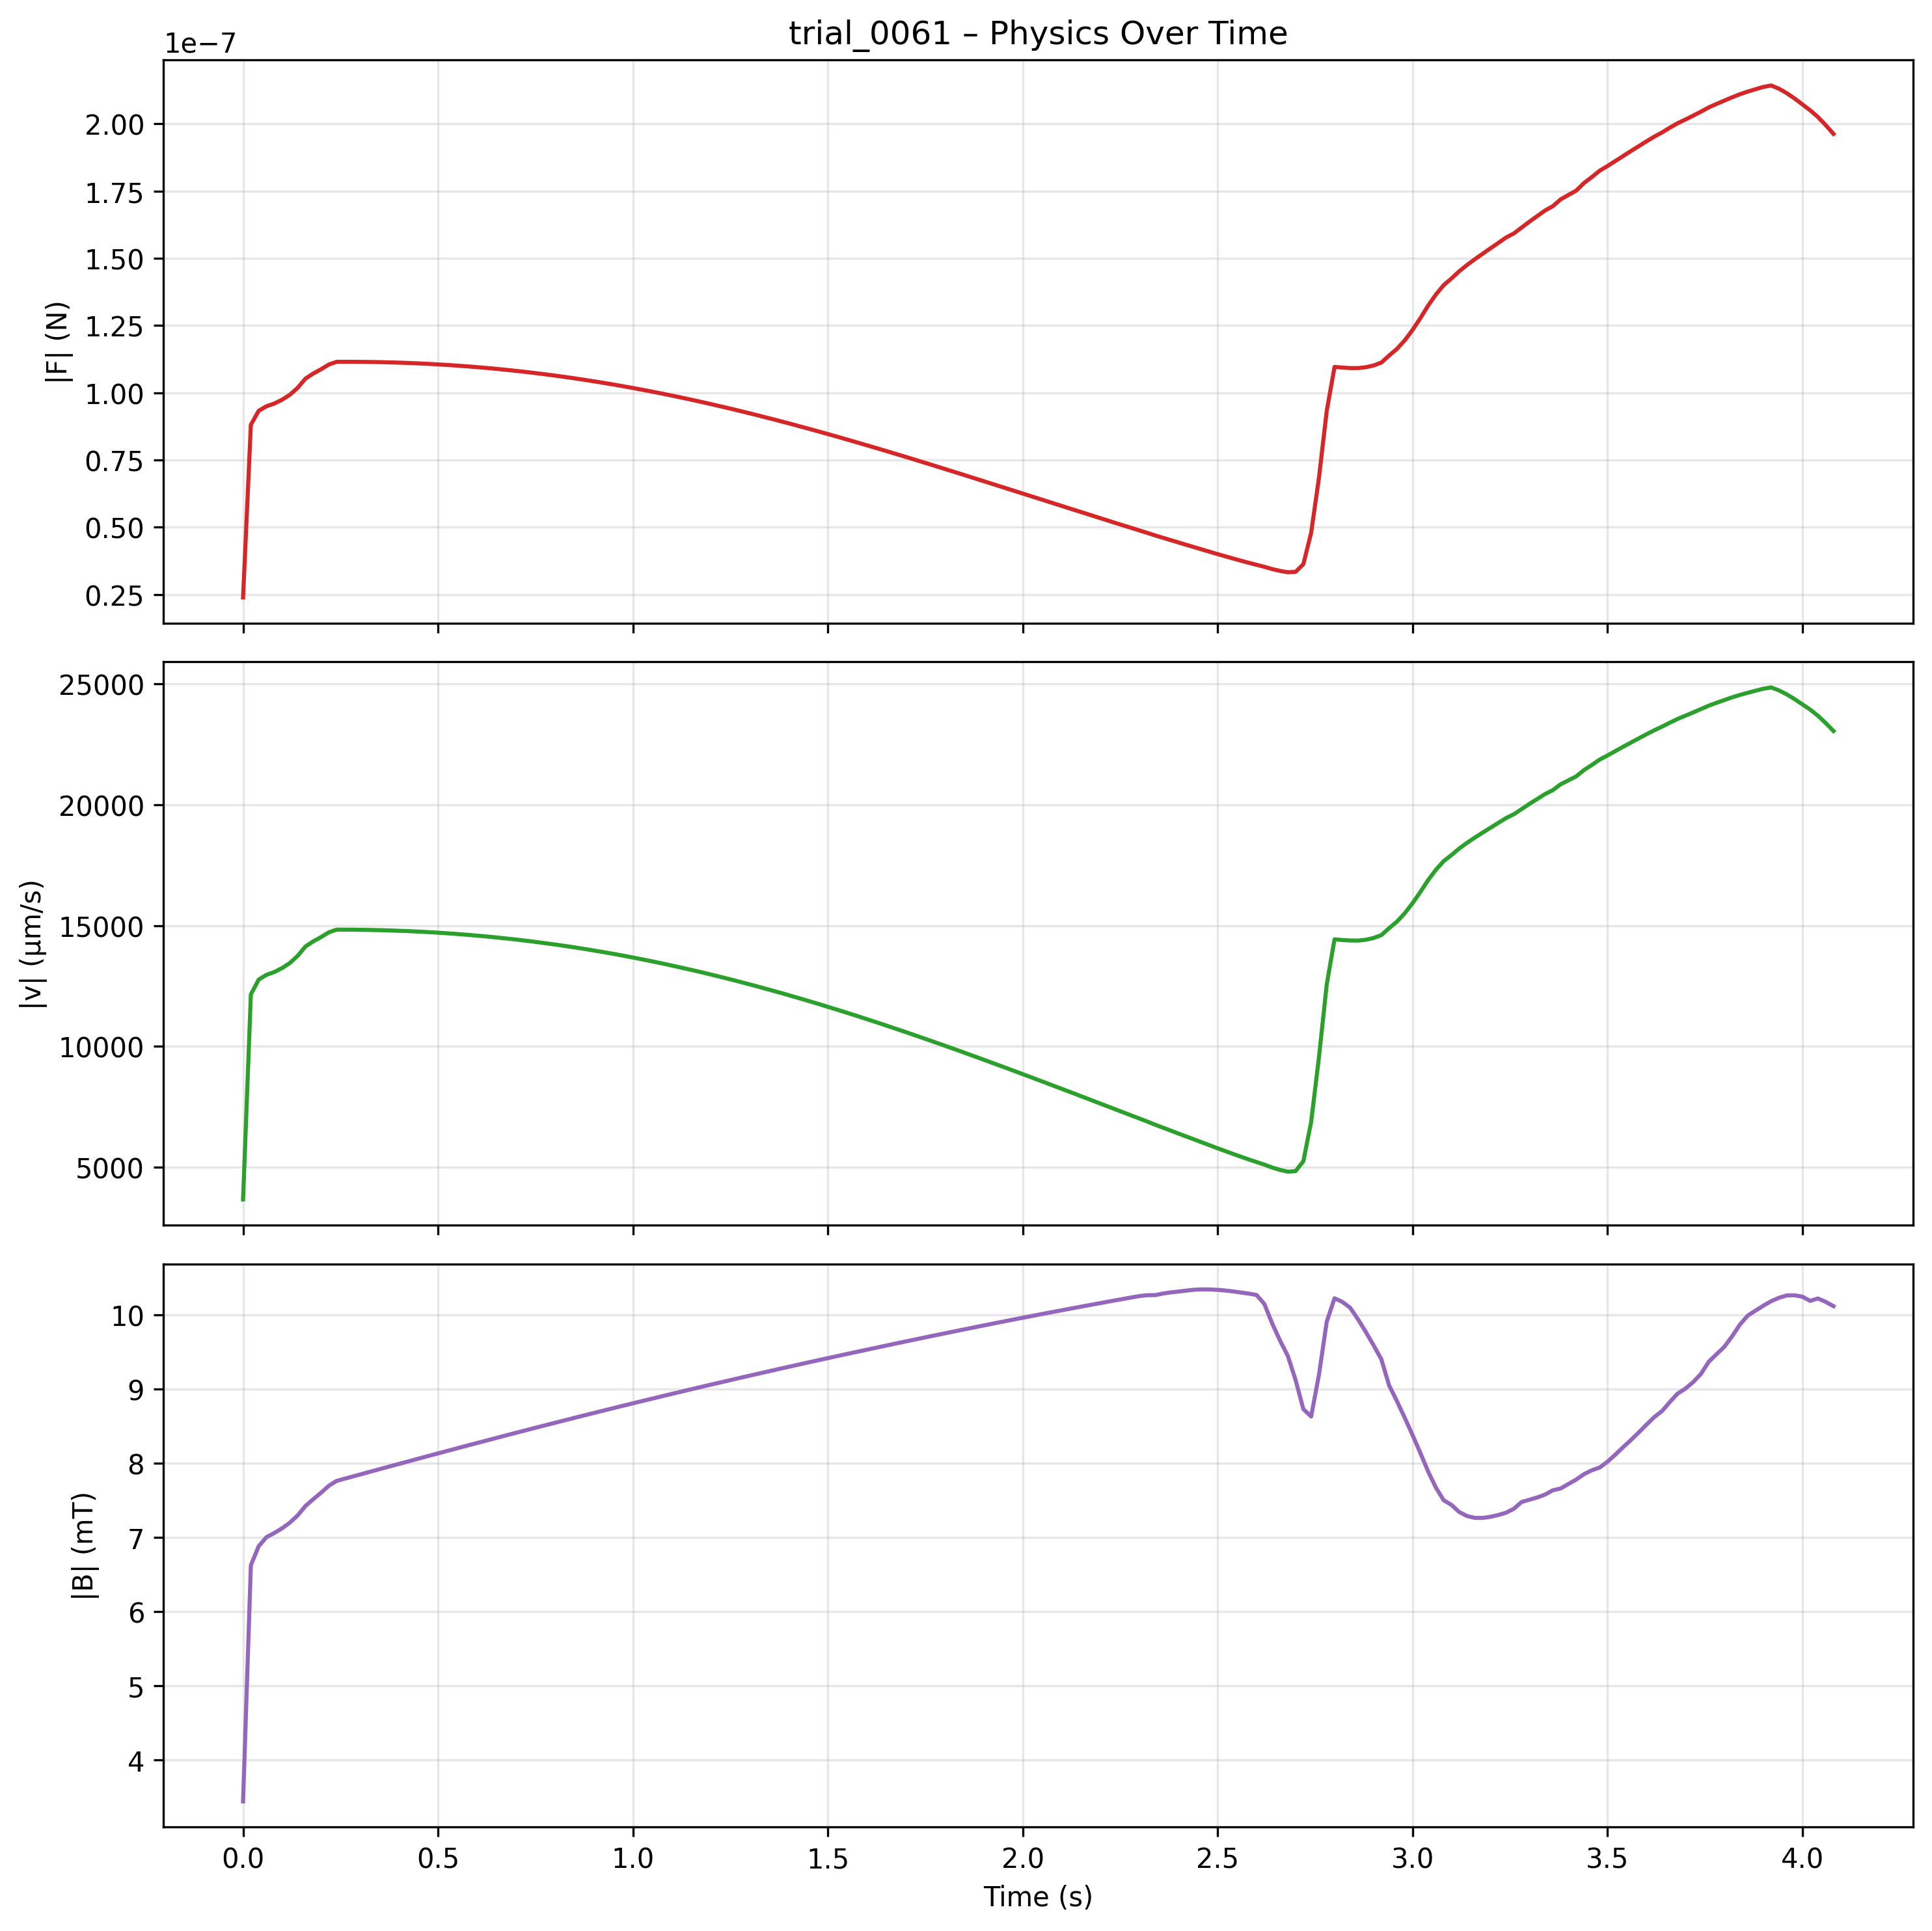 trial_0061 – Physics Over Time
1e−7
2.00
1.75
1.50
1.25
1.00
0.75
0.50
0.25
|F| (N)
25000
20000
15000
10000
5000
|v| (μm/s)
10
9
8
7
6
5
4
|B| (mT)
0.0 0.5 1.0 1.5 2.0 2.5 3.0 3.5 4.0
Time (s)